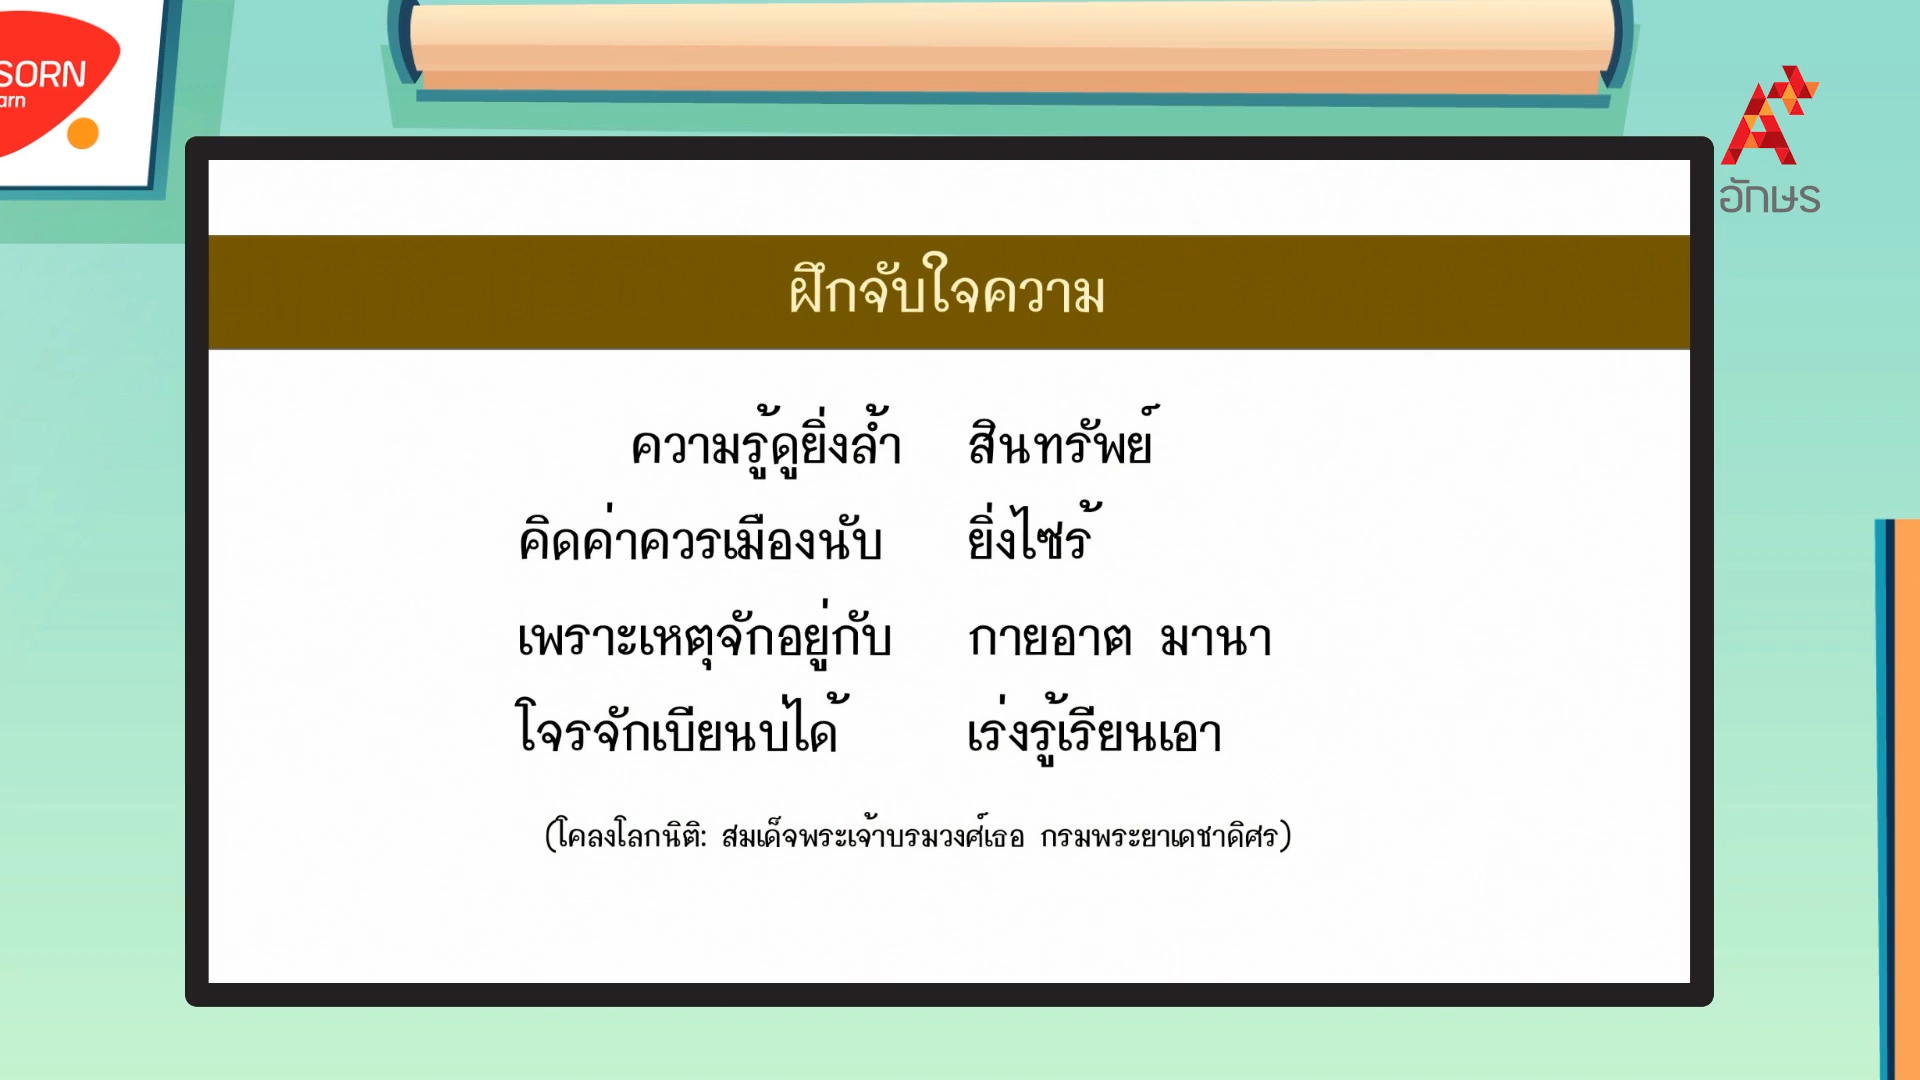 SORN
arn
อักษร
ฝึกจับใจความ
ความรู้ดูยิ่งล้ำ สินทรัพย์
คิดค่าควรเมืองนับ ยิ่งไซร้
เพราะเหตุจักอยู่กับ กายอาต มานา
โจรจักเบียนบ่ได้ เร่งรู้เรียนเอา
(โคลงโลกนิติ: สมเด็จพระเจ้าบรมวงศ์เธอ กรมพระยาเดชาดิศร)